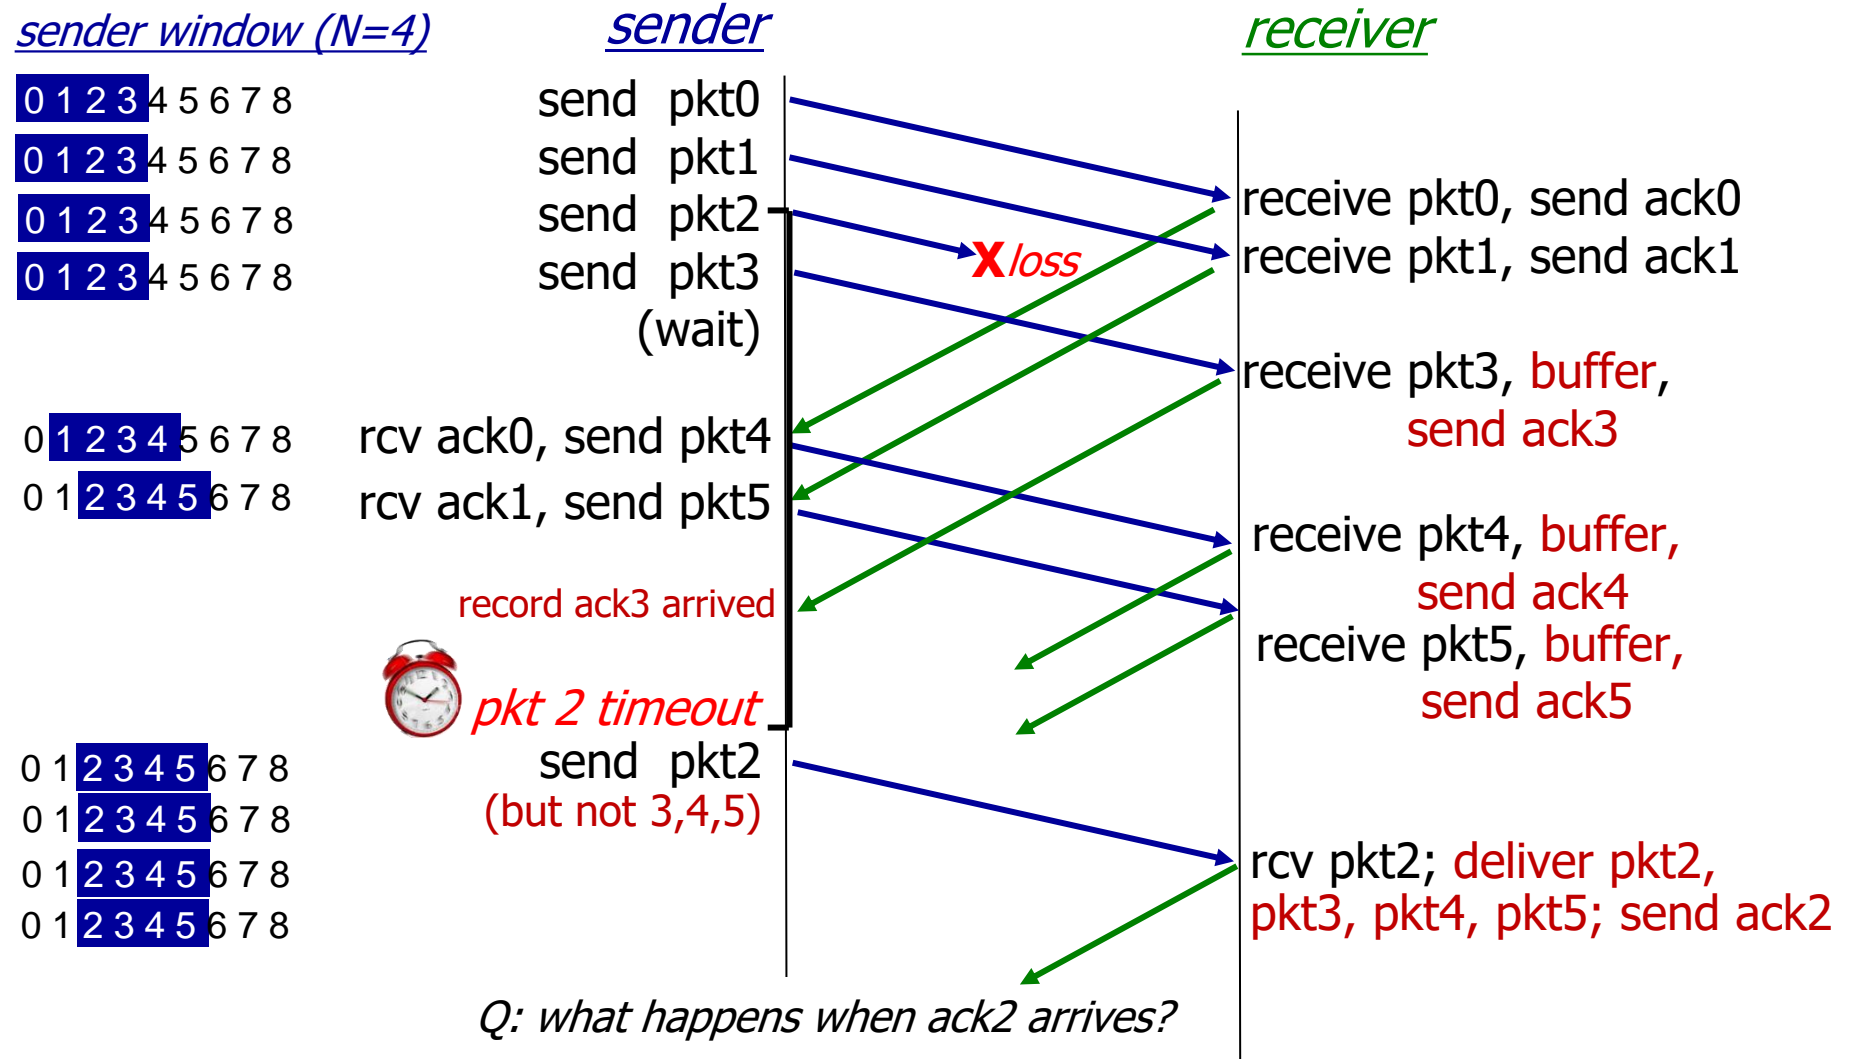 sender window (N=4) sender receiver
0 1 2 3 4 5 6 7 8 send pkt0
0 1 2 3 4 5 6 7 8 send pkt1
receive pkt0, send ack0
0 1 2 3 4 5 6 7 8 send pkt2
X loss
receive pkt1, send ack1
0 1 2 3 4 5 6 7 8 send pkt3
(wait)
receive pkt3, buffer,
send ack3
0 1 2 3 4 5 6 7 8 rcv ack0, send pkt4
0 1 2 3 4 5 6 7 8 rcv ack1, send pkt5
receive pkt4, buffer,
send ack4
record ack3 arrived
receive pkt5, buffer,
send ack5
pkt 2 timeout
0 1 2 3 4 5 6 7 8 send pkt2
0 1 2 3 4 5 6 7 8 (but not 3,4,5)
0 1 2 3 4 5 6 7 8 rcv pkt2; deliver pkt2,
0 1 2 3 4 5 6 7 8 pkt3, pkt4, pkt5; send ack2
Q: what happens when ack2 arrives?